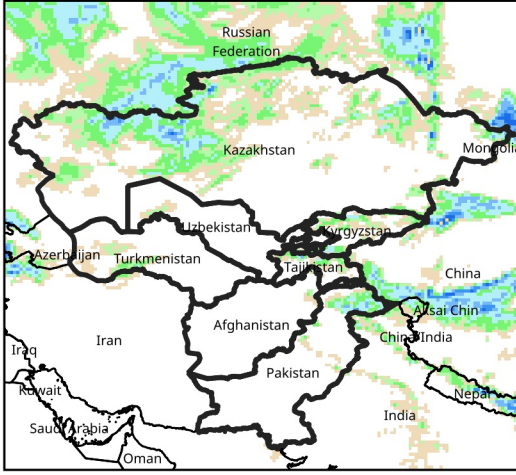 Russian
Federation
Kazakhstan
Mongolia
Uzbekistan
Kyrgyzstan
Azerbaijan
Turkmenistan
Tajikistan
China
Aksai Chin
Afghanistan
Iran
China/India
Iraq
Pakistan
Kuwait
Nepal
India
Saudi Arabia
Oman